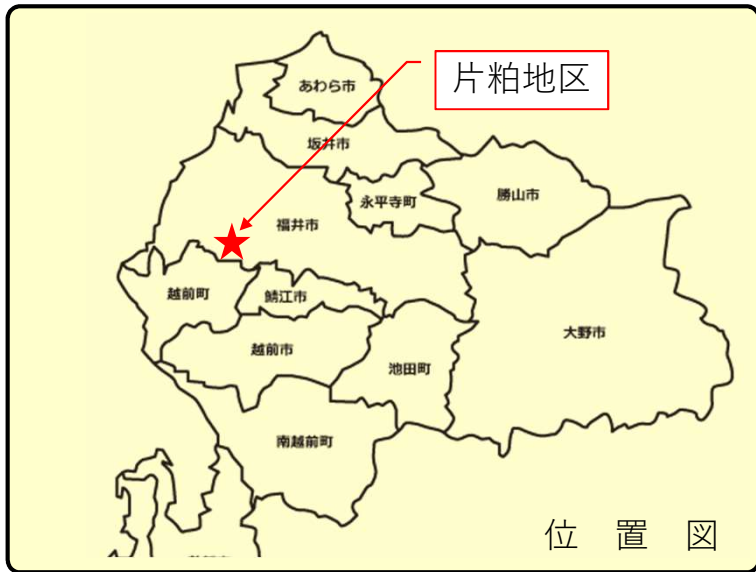 片粕地区
あわら市
坂井市
永平寺町
勝山市
福井市
越前町
鯖江市
越前市
池田町
大野市
南越前町
位置図